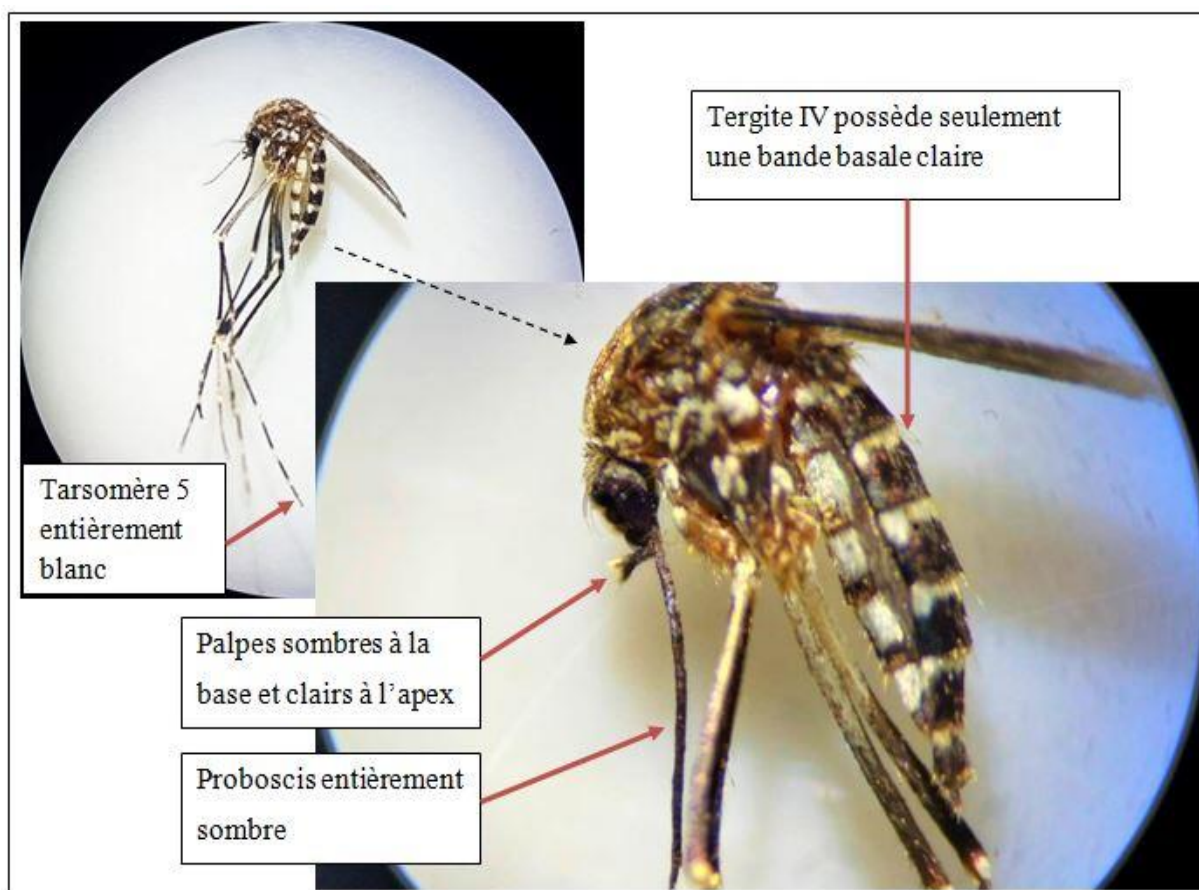 Tergite IV possède seulement
une bande basale claire
Tarsomère 5
entièrement
blanc
Palpes sombres à la
base et clairs à l'apex
Proboscis entièrement
sombre